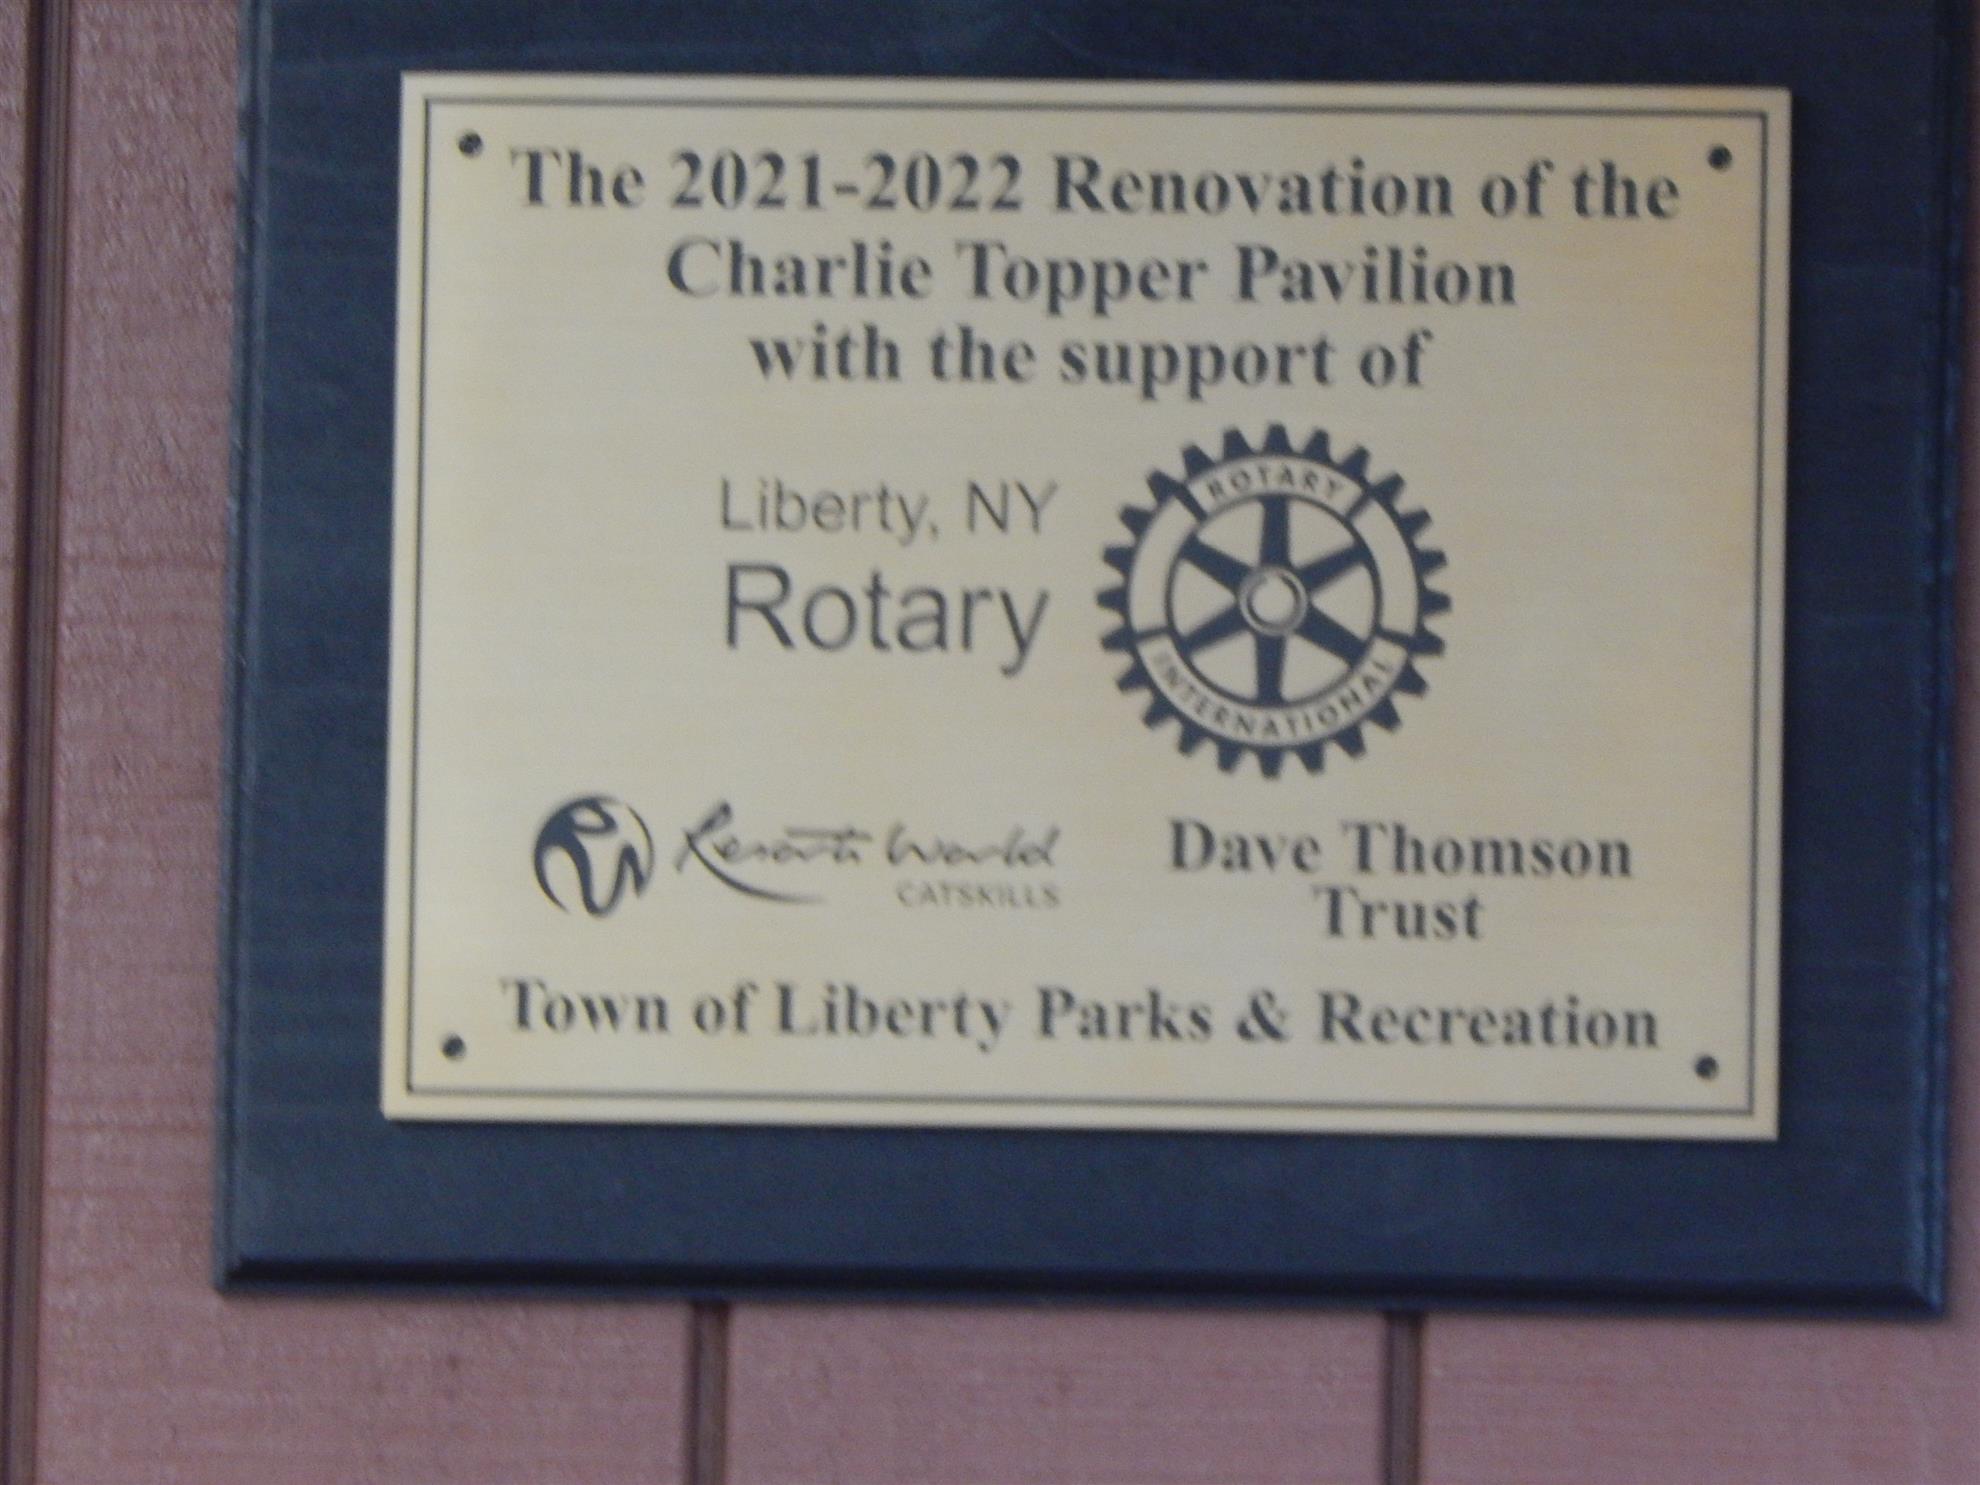 The 2021-2022 Renovation of the
Charlie Topper Pavilion
with the support of
Liberty, NY
Rotary
ROTARY
INTERNATIONAL
Resorts World
CATSKILLS
Dave Thomson
Trust
Town of Liberty Parks & Recreation